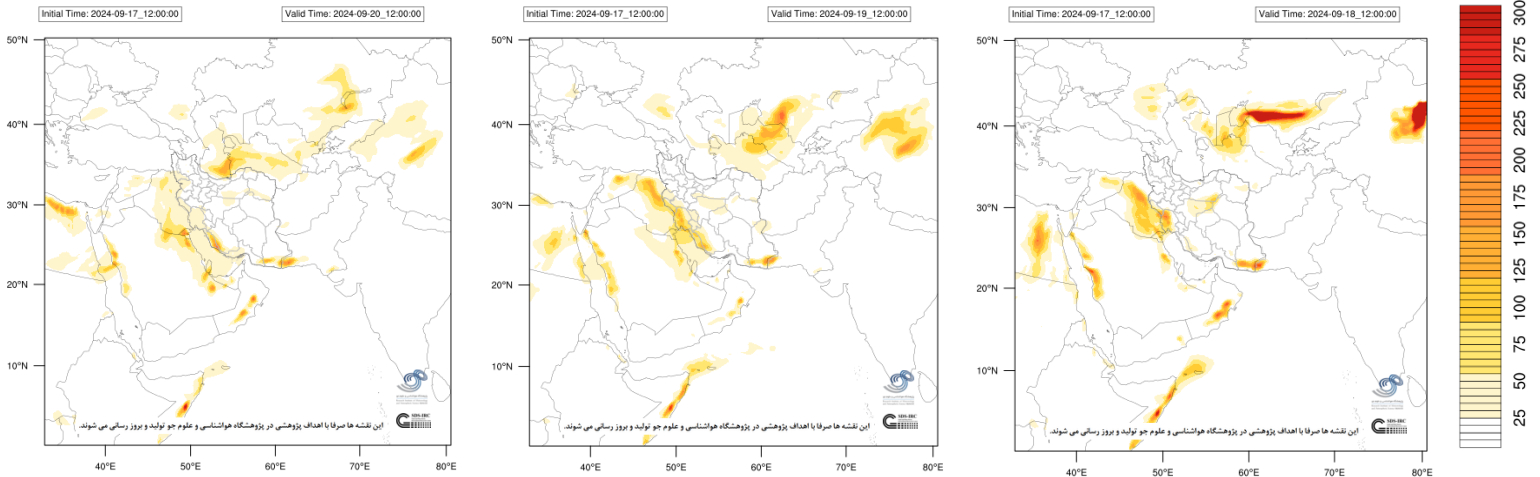 Initial Time: 2024-09-17_12:00:00 Valid Time: 2024-09-20_12:00:00
50°N
40°N
30°N
20°N
10°N
40°E 50°E 60°E 70°E 80°E
SDS-IRC
این نقشه ها صرفا با اهداف پژوهشی در پژوهشگاه هواشناسی و علوم جو تولید و بروز رسانی می شوند.
Initial Time: 2024-09-17_12:00:00 Valid Time: 2024-09-19_12:00:00
50°N
40°N
30°N
20°N
10°N
40°E 50°E 60°E 70°E 80°E
SDS-IRC
این نقشه ها صرفا با اهداف پژوهشی در پژوهشگاه هواشناسی و علوم جو تولید و بروز رسانی می شوند.
Initial Time: 2024-09-17_12:00:00 Valid Time: 2024-09-18_12:00:00
50°N
40°N
30°N
20°N
10°N
40°E 50°E 60°E 70°E 80°E
SDS-IRC
این نقشه ها صرفا با اهداف پژوهشی در پژوهشگاه هواشناسی و علوم جو تولید و بروز رسانی می شوند.
300
275
250
225
200
175
150
125
100
75
50
25